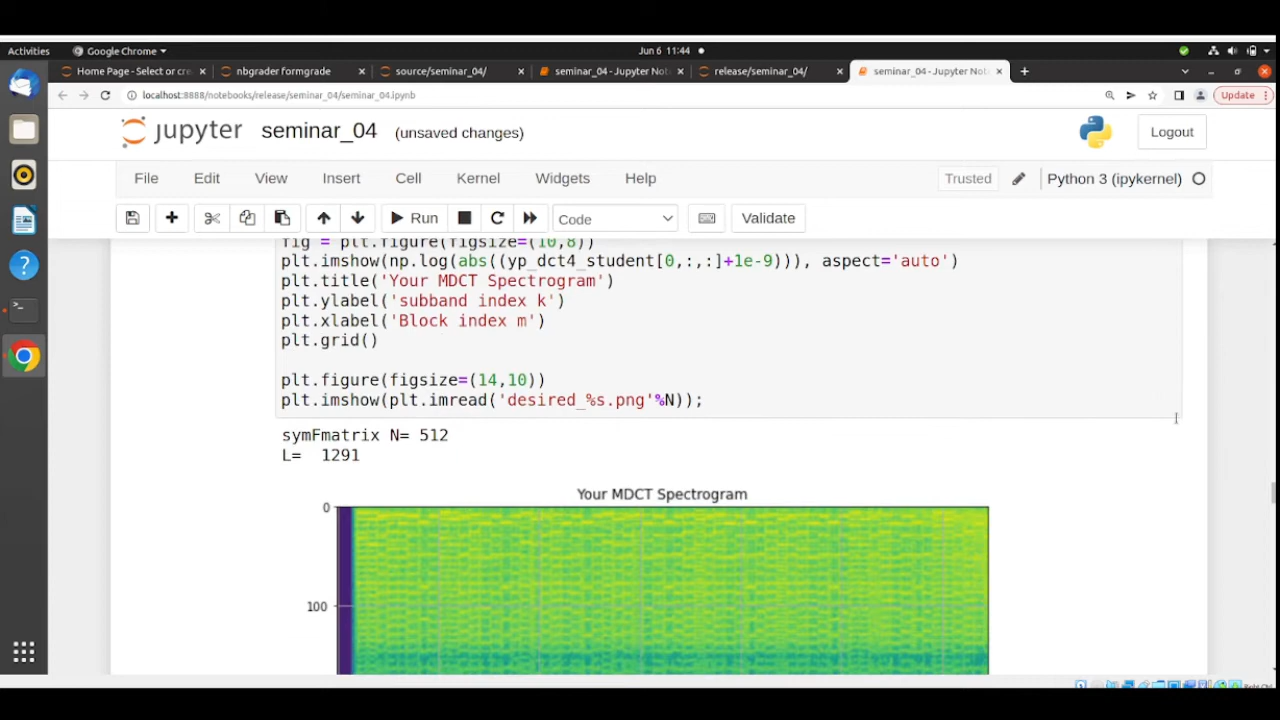 Activities
Google Chrome
Jun 6 11:44
Home Page - Select or cre
nbgrader formgrade
source/seminar_04/
seminar_04 - Jupyter Not
release/seminar_04/
seminar_04 - Jupyter Not
localhost:8888/notebooks/release/seminar_04/seminar_04.ipynb
Update
jupyter seminar_04 (unsaved changes)
Logout
File Edit View Insert Cell Kernel Widgets Help
Trusted
Python 3 (ipykernel)
Run
Code
Validate
fig = plt.figure(figsize=(10,8))
plt.imshow(np.log(abs((yp_dct4_student[0,:,:]+1e-9))), aspect='auto')
plt.title('Your MDCT Spectrogram')
plt.ylabel('subband index k')
plt.xlabel('Block index m')
plt.grid()
plt.figure(figsize=(14,10))
plt.imshow(plt.imread('desired_%s.png'%N));
symFmatrix N= 512
L= 1291
Your MDCT Spectrogram
0
100